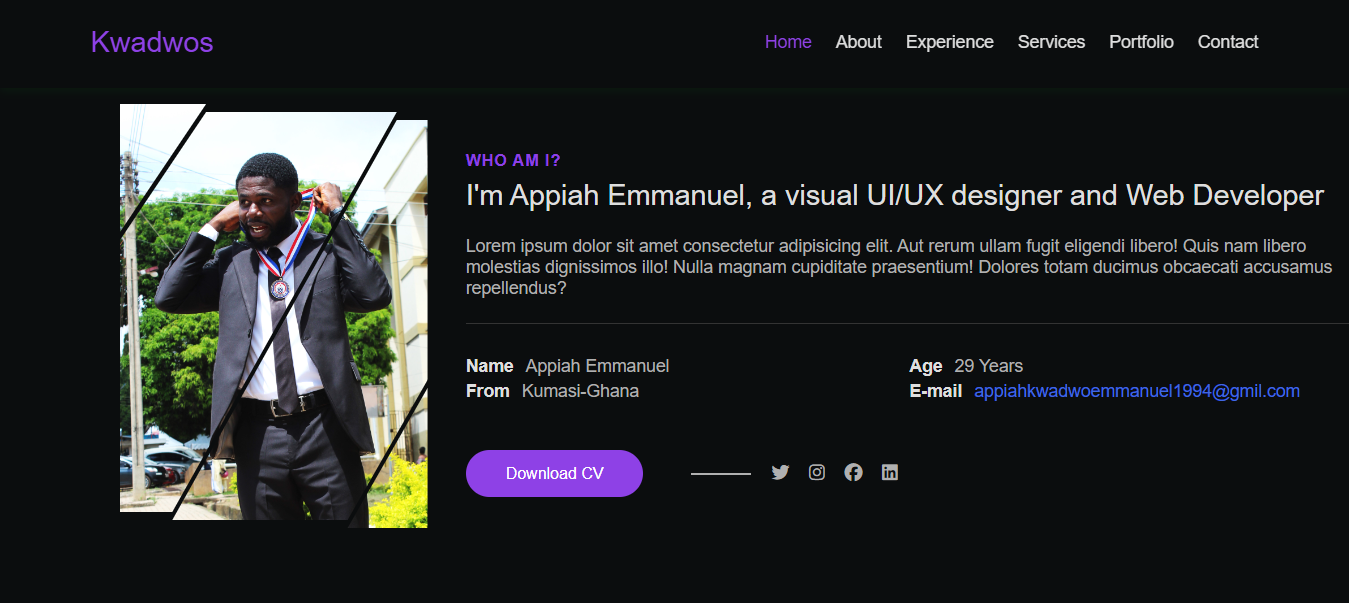 Kwadwos
Home About Experience Services Portfolio Contact
WHO AM I?
I'm Appiah Emmanuel, a visual UI/UX designer and Web Developer
Lorem ipsum dolor sit amet consectetur adipisicing elit. Aut rerum ullam fugit eligendi libero! Quis nam libero
molestias dignissimos illo! Nulla magnam cupiditate praesentium! Dolores totam ducimus obcaecati accusamus
repellendus?
Name Appiah Emmanuel
Age 29 Years
From Kumasi-Ghana
E-mail appiahkwadwoemmanuel1994@gmil.com
Download CV